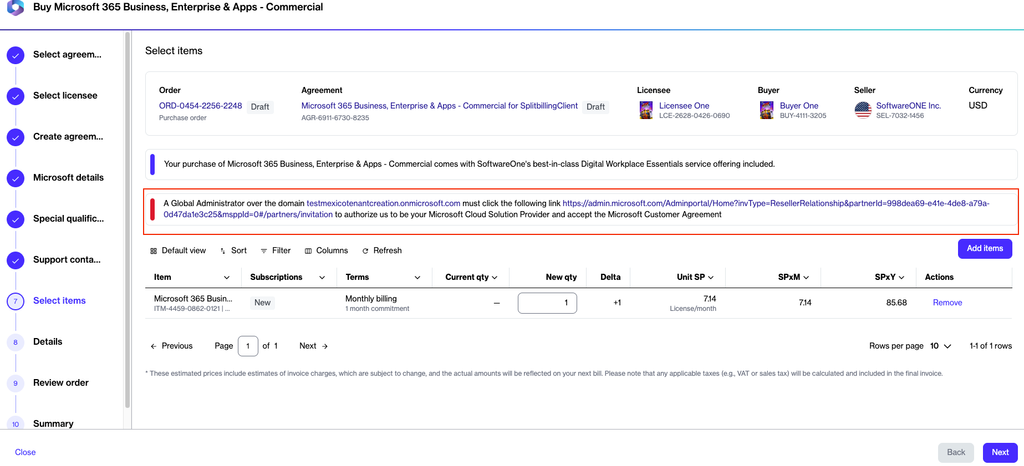 Buy Microsoft 365 Business, Enterprise & Apps - Commercial
Select agreem...
Select licensee
Create agreem...
Microsoft details
Special qualific...
Support conta...
7 Select items
8 Details
9 Review order
10 Summary
Select items
Order
ORD-0454-2256-2248 Draft
Purchase order
Agreement
Microsoft 365 Business, Enterprise & Apps - Commercial for SplitbillingClient Draft
AGR-6911-6730-8235
Licensee
Licensee One
LCE-2628-0426-0690
Buyer
Buyer One
BUY-4111-3205
Seller
SoftwareONE Inc.
SEL-7032-1456
Currency
USD
Your purchase of Microsoft 365 Business, Enterprise & Apps - Commercial comes with SoftwareOne's best-in-class Digital Workplace Essentials service offering included.
A Global Administrator over the domain testmexicotenantcreation.onmicrosoft.com must click the following link https://admin.microsoft.com/Adminportal/Home?invType=ResellerRelationship&partnerId=998dea69-e41e-4de8-a79a-
0d47da1e3c25&msppId=0#/partners/invitation to authorize us to be your Microsoft Cloud Solution Provider and accept the Microsoft Customer Agreement
Default view Sort Filter Columns Refresh
Add items
Item Subscriptions Terms Current qty New qty Delta Unit SP SPxM SPxY Actions
Microsoft 365 Busin... New Monthly billing – 1 +1 7.14 7.14 85.68 Remove
ITM-4459-0862-0121 | ... 1 month commitment License/month
Previous Page 1 of 1 Next Rows per page 10 1-1 of 1 rows
* These estimated prices include estimates of invoice charges, which are subject to change, and the actual amounts will be reflected on your next bill. Please note that any applicable taxes (e.g., VAT or sales tax) will be calculated and included in the final invoice.
Close Back Next